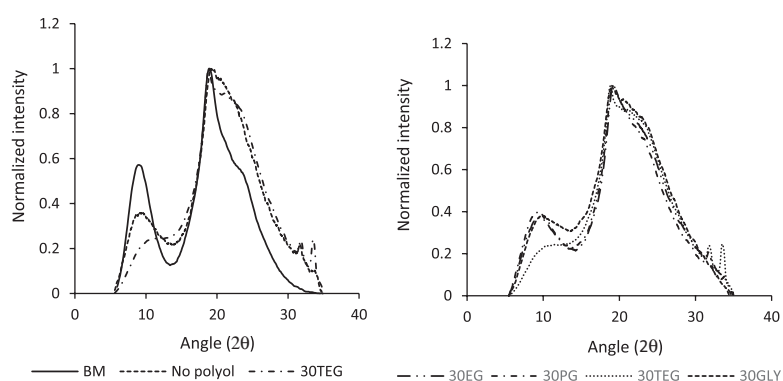 1.2
1
0.8
0.6
0.4
0.2
0
Normalized intensity
0 10 20 30 40
Angle (2θ)
BM No polyol 30TEG
1.2
1
0.8
0.6
0.4
0.2
0
Normalized intensity
0 10 20 30 40
Angle (2θ)
30EG 30PG 30TEG 30GLY